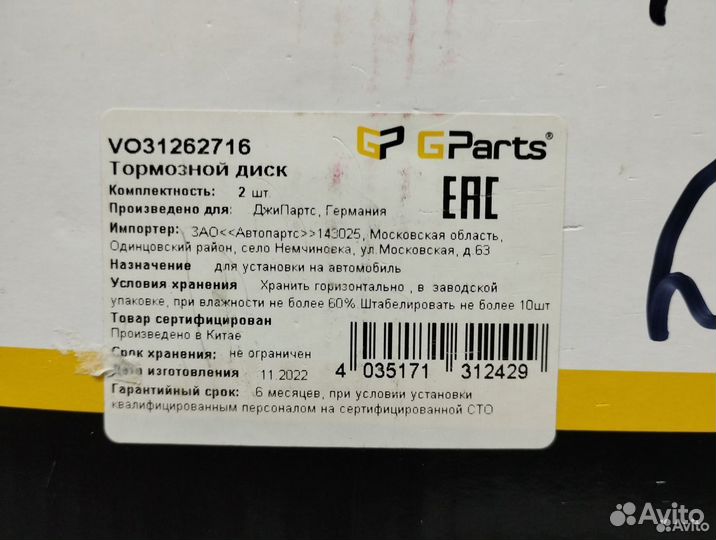 VO31262716
GP GParts®
Тормозной диск
Комплектность: 2 шт.
EAC
Произведено для: ДжиПартс, Германия
Импортер: ЗАО<<Автопартс>>143025, Московская область,
Одинцовский район, село Немчиновка, ул.Московская, д.63
Назначение для установки на автомобиль
Условия хранения Хранить горизонтально , в заводской
упаковке, при влажности не более 60% Штабелировать не более 10шт
Товар сертифицирован
Произведено в Китае
Срок хранения: не ограничен
Дата изготовления 11.2022
4 035171 312429
Гарантийный срок: 6 месяцев, при условии установки
квалифицированным персоналом на сертифицированной СТО
Avito
Avito